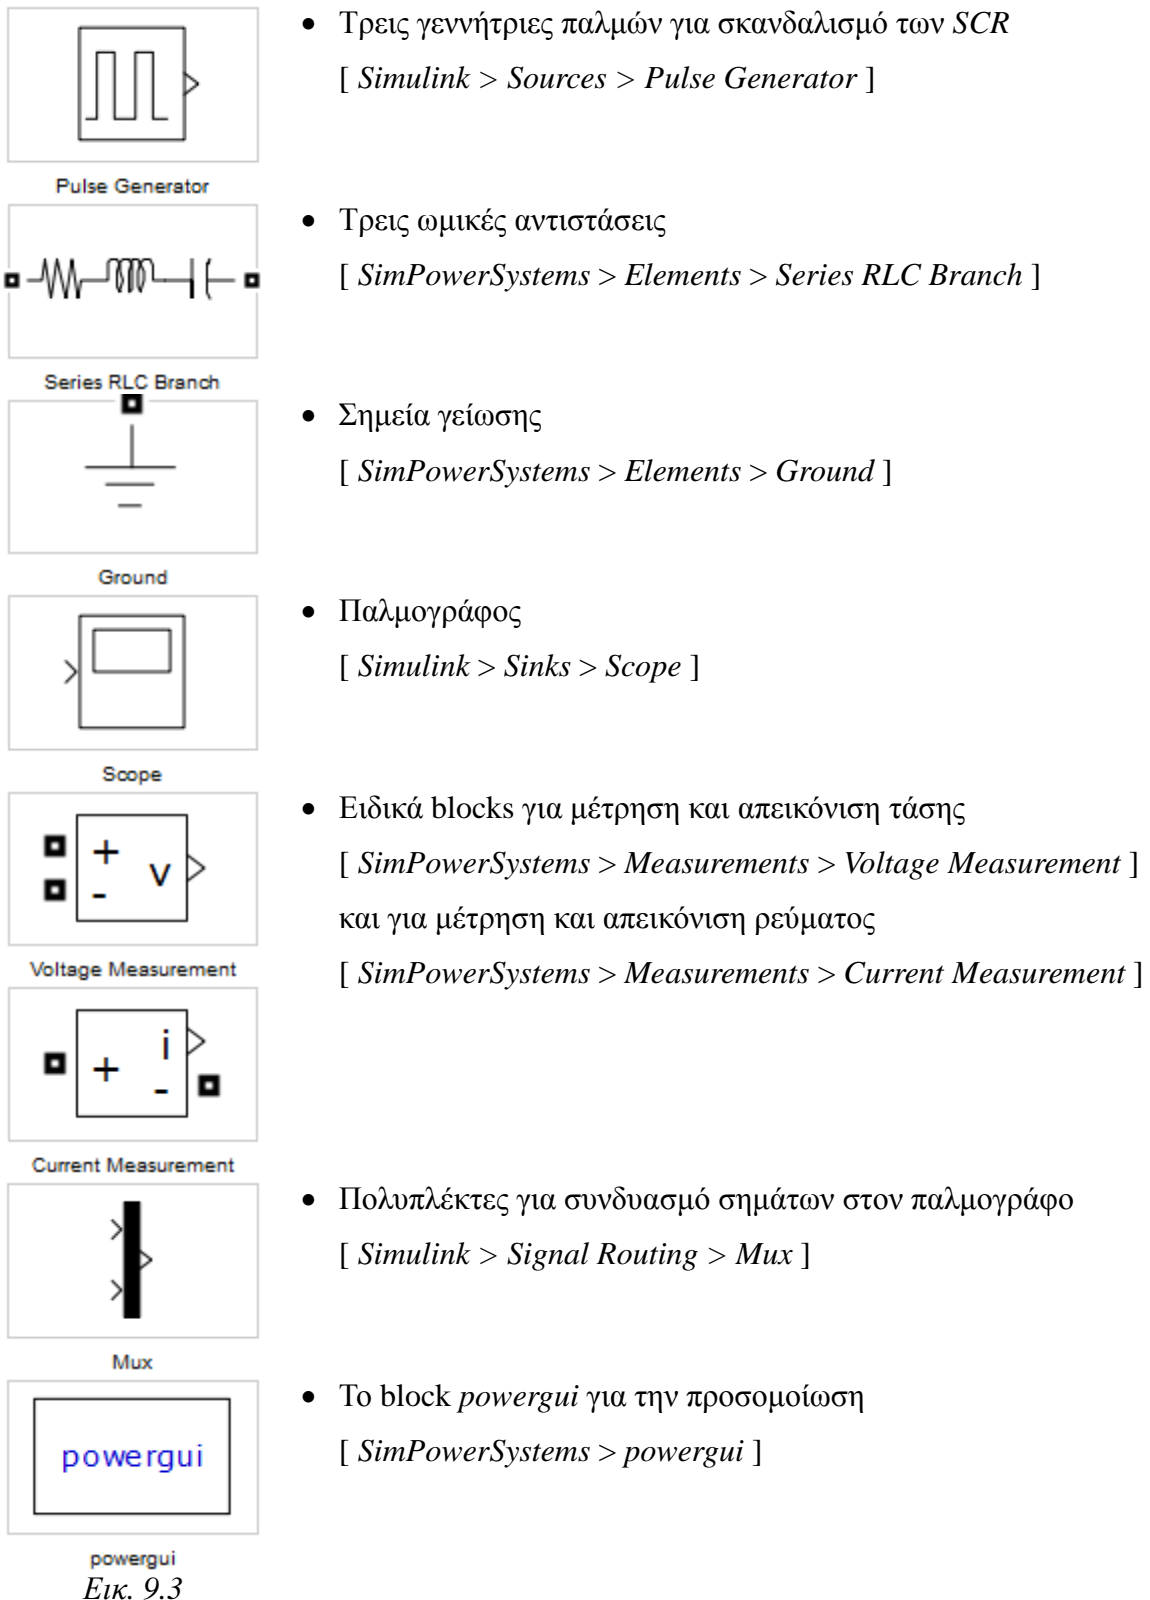 • Τρεις γεννήτριες παλμών για σκανδαλισμό των SCR
[ Simulink > Sources > Pulse Generator ]
Pulse Generator
• Τρεις ωμικές αντιστάσεις
[ SimPowerSystems > Elements > Series RLC Branch ]
Series RLC Branch
• Σημεία γείωσης
[ SimPowerSystems > Elements > Ground ]
Ground
• Παλμογράφος
[ Simulink > Sinks > Scope ]
Scope
• Ειδικά blocks για μέτρηση και απεικόνιση τάσης
[ SimPowerSystems > Measurements > Voltage Measurement ]
+
v
-
και για μέτρηση και απεικόνιση ρεύματος
Voltage Measurement
[ SimPowerSystems > Measurements > Current Measurement ]
i
+
-
Current Measurement
• Πολυπλέκτες για συνδυασμό σημάτων στον παλμογράφο
[ Simulink > Signal Routing > Mux ]
Mux
• Το block powergui για την προσομοίωση
[ SimPowerSystems > powergui ]
powergui
powergui
Εικ. 9.3